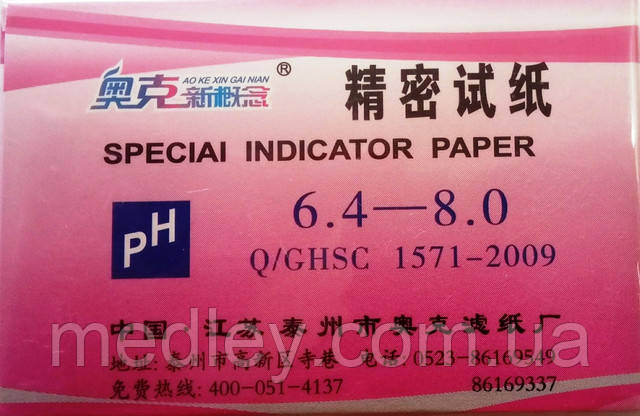 AO KE XIN GAI NIAN
奥克新概念® 精密试纸
SPECIAI INDICATOR PAPER
pH
6.4—8.0
Q/GHSC 1571-2009
中国·江苏泰州市奥克滤纸厂
地址:泰州市高新区寺巷 电话:0523-86169549
免费热线:400-051-4137 86169337
medley.com.ua